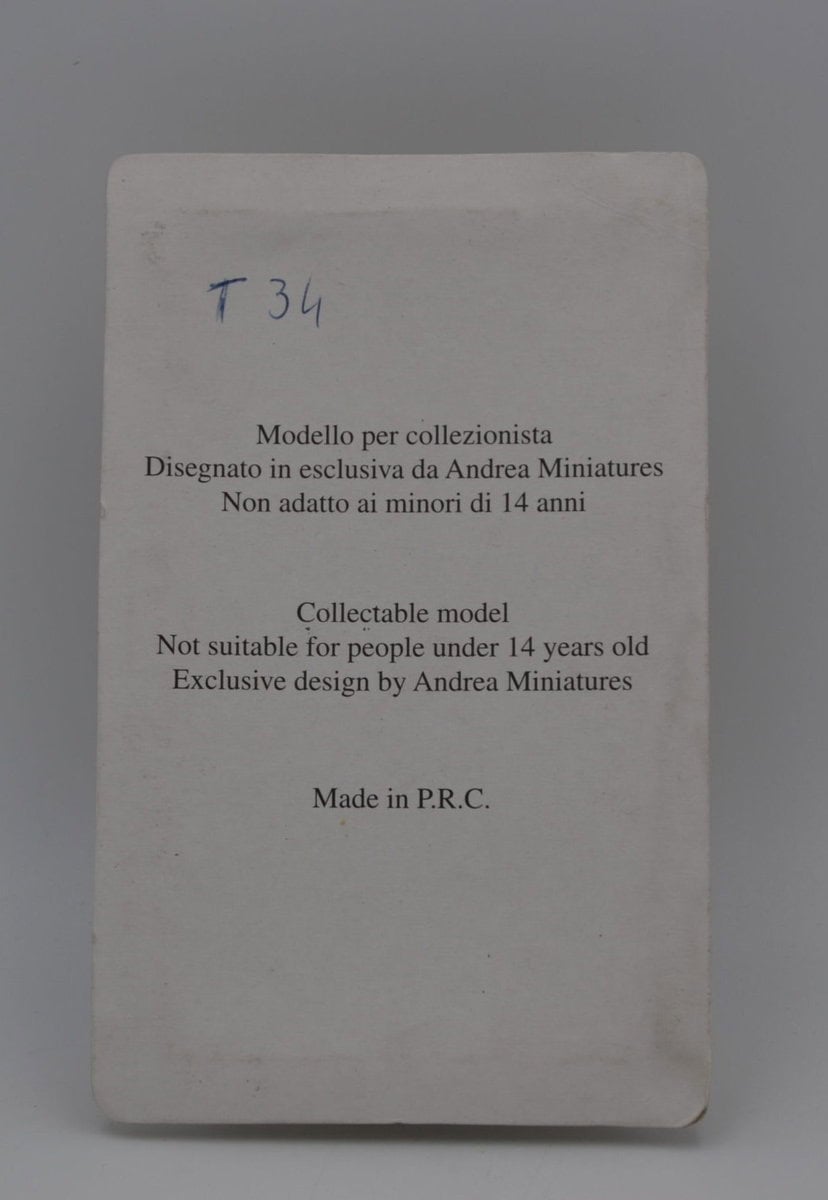 T 34
Modello per collezionista
Disegnato in esclusiva da Andrea Miniatures
Non adatto ai minori di 14 anni
Collectable model
Not suitable for people under 14 years old
Exclusive design by Andrea Miniatures
Made in P.R.C.